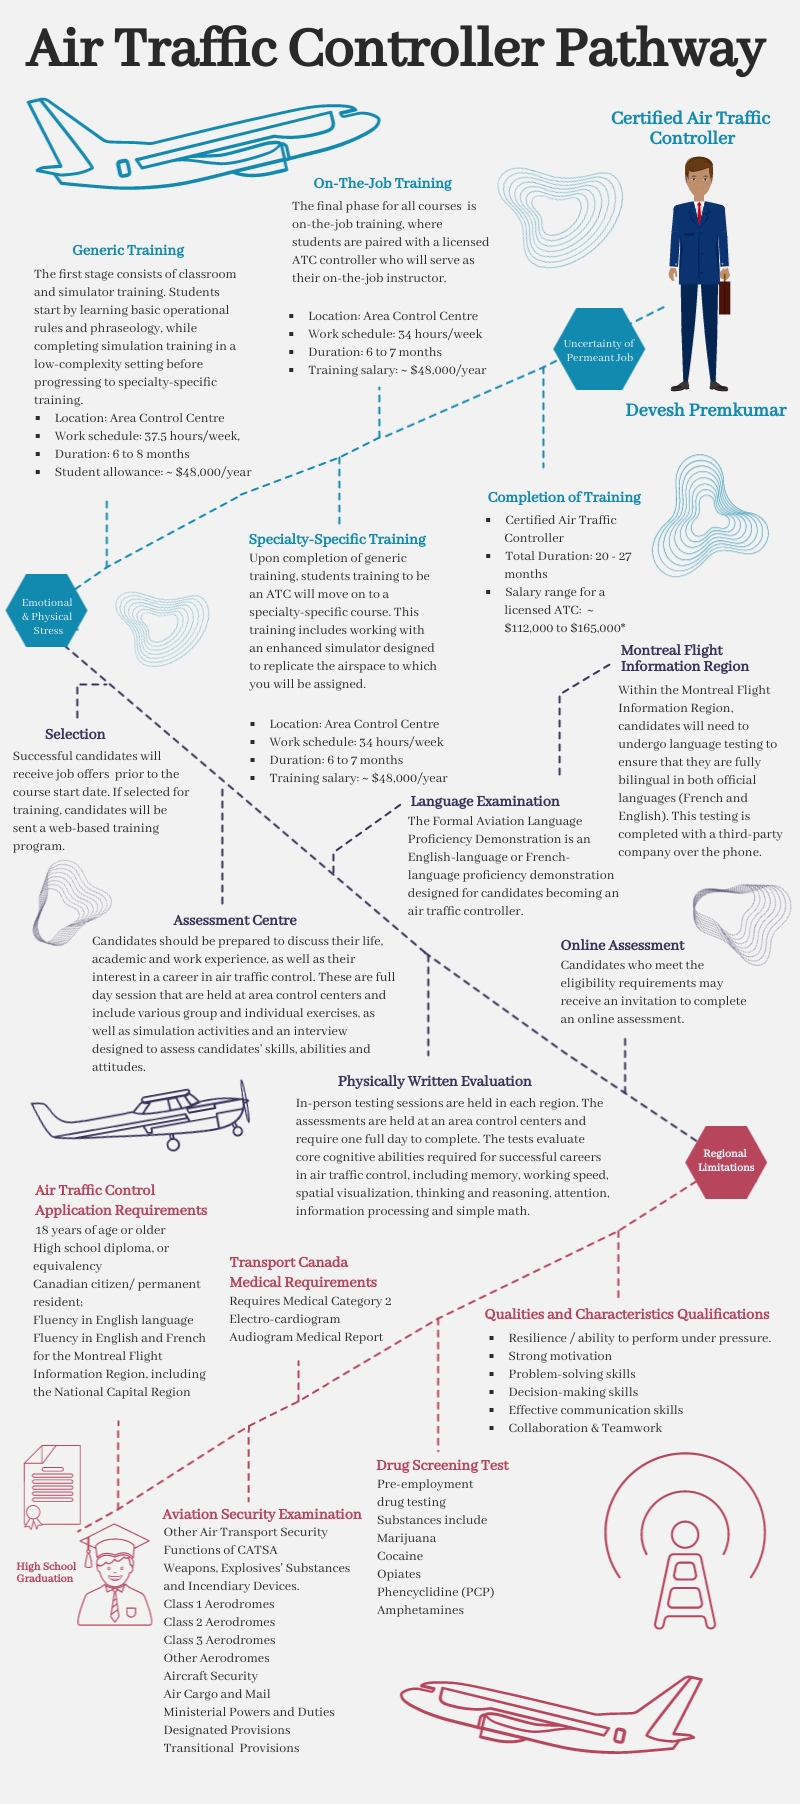 Air Traffic Controller Pathway
Certified Air Traffic
Controller
On-The-Job Training
The final phase for all courses is
on-the-job training, where
students are paired with a licensed
ATC controller who will serve as
their on-the-job instructor.
▪ Location: Area Control Centre
▪ Work schedule: 34 hours/week
▪ Duration: 6 to 7 months
▪ Training salary: ~ $48,000/year
Generic Training
The first stage consists of classroom
and simulator training. Students
start by learning basic operational
rules and phraseology, while
completing simulation training in a
low-complexity setting before
progressing to specialty-specific
training.
▪ Location: Area Control Centre
▪ Work schedule: 37.5 hours/week,
▪ Duration: 6 to 8 months
▪ Student allowance: ~ $48,000/year
Uncertainty of
Permeant Job
Devesh Premkumar
Completion of Training
▪ Certified Air Traffic
Controller
▪ Total Duration: 20 - 27
months
▪ Salary range for a
licensed ATC: ~
$112,000 to $165,000*
Specialty-Specific Training
Upon completion of generic
training, students training to be
an ATC will move on to a
specialty-specific course. This
training includes working with
an enhanced simulator designed
to replicate the airspace to which
you will be assigned.
▪ Location: Area Control Centre
▪ Work schedule: 34 hours/week
▪ Duration: 6 to 7 months
▪ Training salary: ~ $48,000/year
Emotional
& Physical
Stress
Montreal Flight
Information Region
Within the Montreal Flight
Information Region,
candidates will need to
undergo language testing to
ensure that they are fully
bilingual in both official
languages (French and
English). This testing is
completed with a third-party
company over the phone.
Selection
Successful candidates will
receive job offers prior to the
course start date. If selected for
training, candidates will be
sent a web-based training
program.
Language Examination
The Formal Aviation Language
Proficiency Demonstration is an
English-language or French-
language proficiency demonstration
designed for candidates becoming an
air traffic controller.
Assessment Centre
Candidates should be prepared to discuss their life,
academic and work experience, as well as their
interest in a career in air traffic control. These are full
day session that are held at area control centers and
include various group and individual exercises, as
well as simulation activities and an interview
designed to assess candidates' skills, abilities and
attitudes.
Online Assessment
Candidates who meet the
eligibility requirements may
receive an invitation to complete
an online assessment.
Physically Written Evaluation
In-person testing sessions are held in each region. The
assessments are held at an area control centers and
require one full day to complete. The tests evaluate
core cognitive abilities required for successful careers
in air traffic control, including memory, working speed,
spatial visualization, thinking and reasoning, attention,
information processing and simple math.
Regional
Limitations
Air Traffic Control
Application Requirements
18 years of age or older
High school diploma, or
equivalency
Canadian citizen/ permanent
resident;
Fluency in English language
Fluency in English and French
for the Montreal Flight
Information Region, including
the National Capital Region
Transport Canada
Medical Requirements
Requires Medical Category 2
Electro-cardiogram
Audiogram Medical Report
Qualities and Characteristics Qualifications
▪ Resilience / ability to perform under pressure.
▪ Strong motivation
▪ Problem-solving skills
▪ Decision-making skills
▪ Effective communication skills
▪ Collaboration & Teamwork
Drug Screening Test
Pre-employment
drug testing
Substances include
Marijuana
Cocaine
Opiates
Phencyclidine (PCP)
Amphetamines
High School
Graduation
Aviation Security Examination
Other Air Transport Security
Functions of CATSA
Weapons, Explosives' Substances
and Incendiary Devices.
Class 1 Aerodromes
Class 2 Aerodromes
Class 3 Aerodromes
Other Aerodromes
Aircraft Security
Air Cargo and Mail
Ministerial Powers and Duties
Designated Provisions
Transitional Provisions